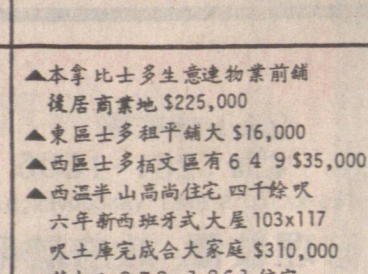 ▲本拿比士多生意連物業前舖
後居商業地 $225,000
▲東區士多租平舖大 $16,000
▲西區士多栢文區有 6 4 9 $35,000
▲西溫半山高尚住宅四千餘呎
六年新西班牙式大屋 103x117
呎土庫完成合大家庭 $310,000